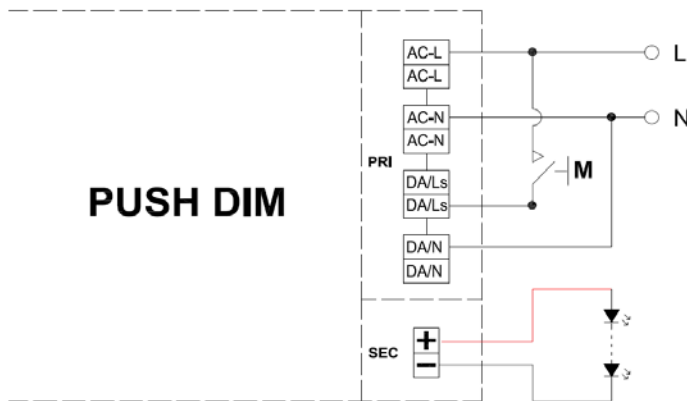 AC-L
L
AC-L
AC-N
N
AC-N
PRI
DA/Ls
M
PUSH DIM
DA/Ls
DA/N
DA/N
+
SEC
−